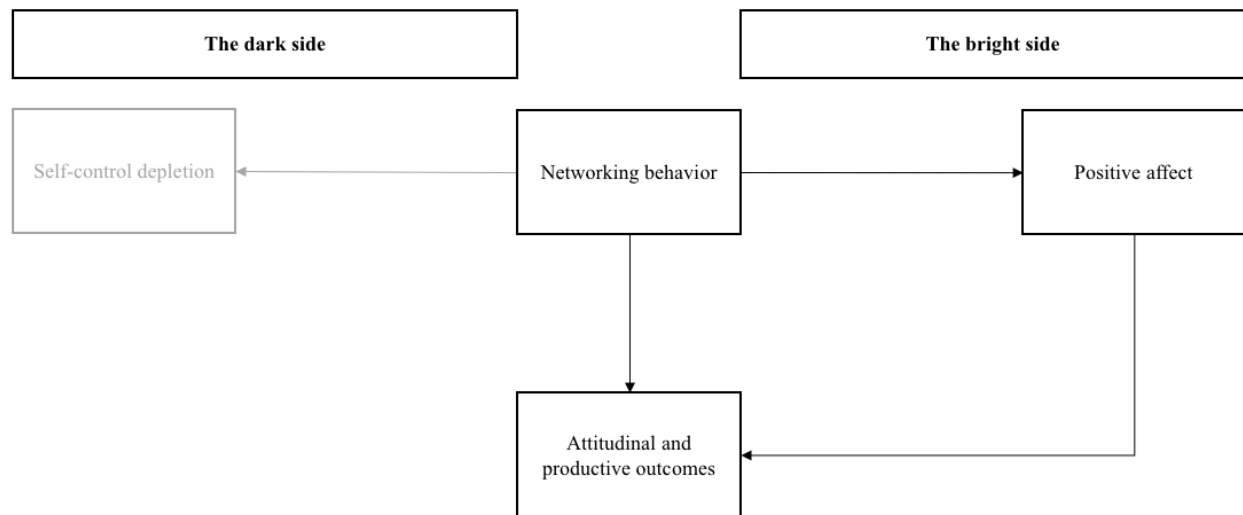 The dark side
The bright side
Self-control depletion
Networking behavior
Positive affect
Attitudinal and
productive outcomes